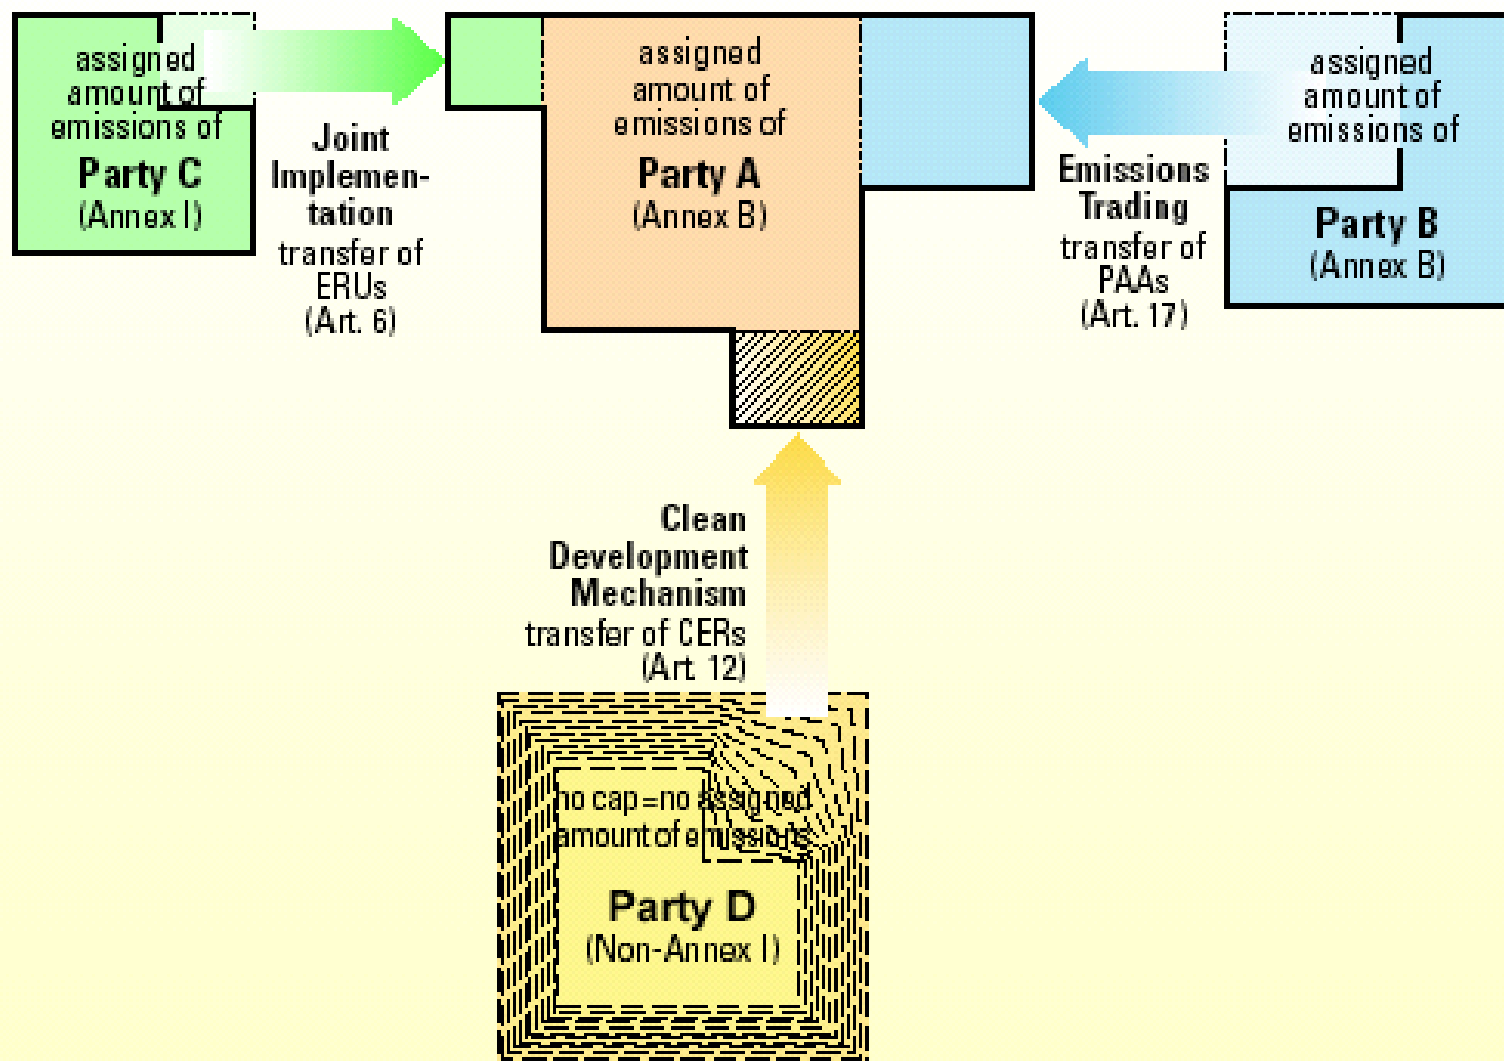 assigned
amount of
emissions of
Party C
(Annex I)
Joint
Implemen-
tation
transfer of
ERUs
(Art. 6)
assigned
amount of
emissions of
Party A
(Annex B)
Emissions
Trading
transfer of
PAAs
(Art. 17)
assigned
amount of
emissions of
Party B
(Annex B)
Clean
Development
Mechanism
transfer of CERs
(Art. 12)
no cap=no assigned
amount of emissions
Party D
(Non-Annex I)